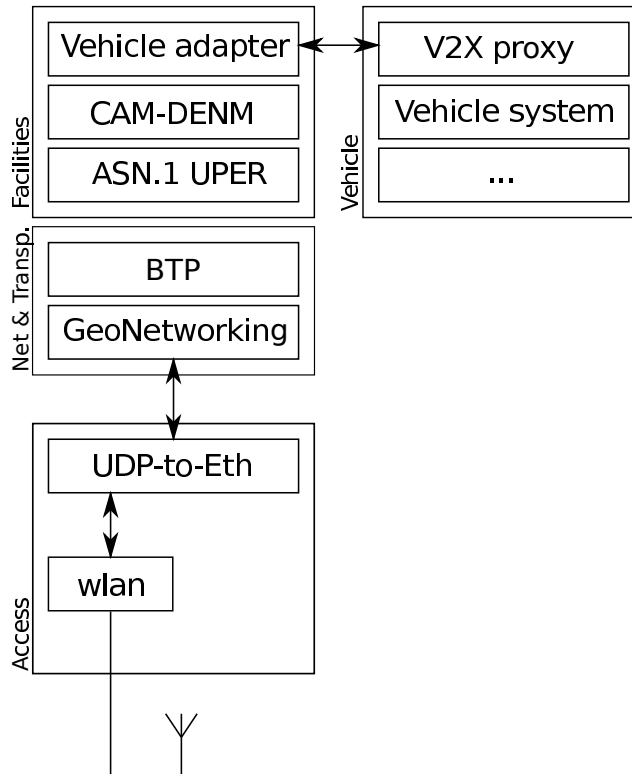 Vehicle adapter
CAM-DENM
ASN.1 UPER
Facilities
V2X proxy
Vehicle system
...
Vehicle
BTP
GeoNetworking
Net & Transp.
UDP-to-Eth
wlan
Access